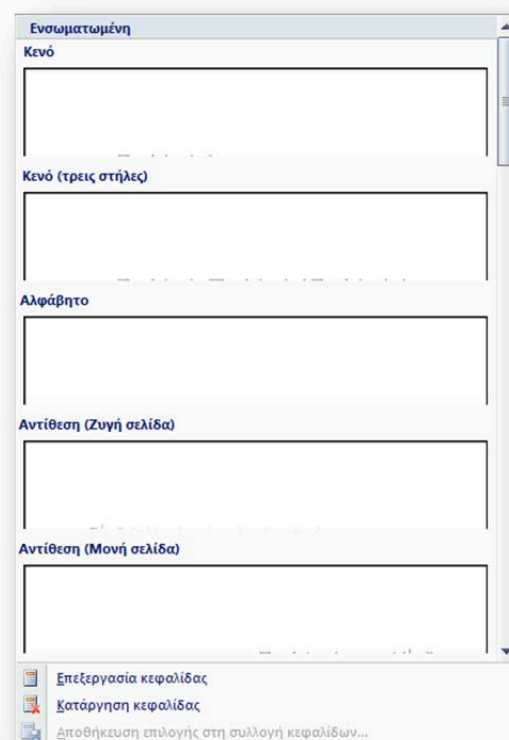 Ενσωματωμένη
Κενό
Κενό (τρεις στήλες)
Αλφάβητο
Αντίθεση (Ζυγή σελίδα)
Αντίθεση (Μονή σελίδα)
Επεξεργασία κεφαλίδας
Κατάργηση κεφαλίδας
Αποθήκευση επιλογής στη συλλογή κεφαλίδων...